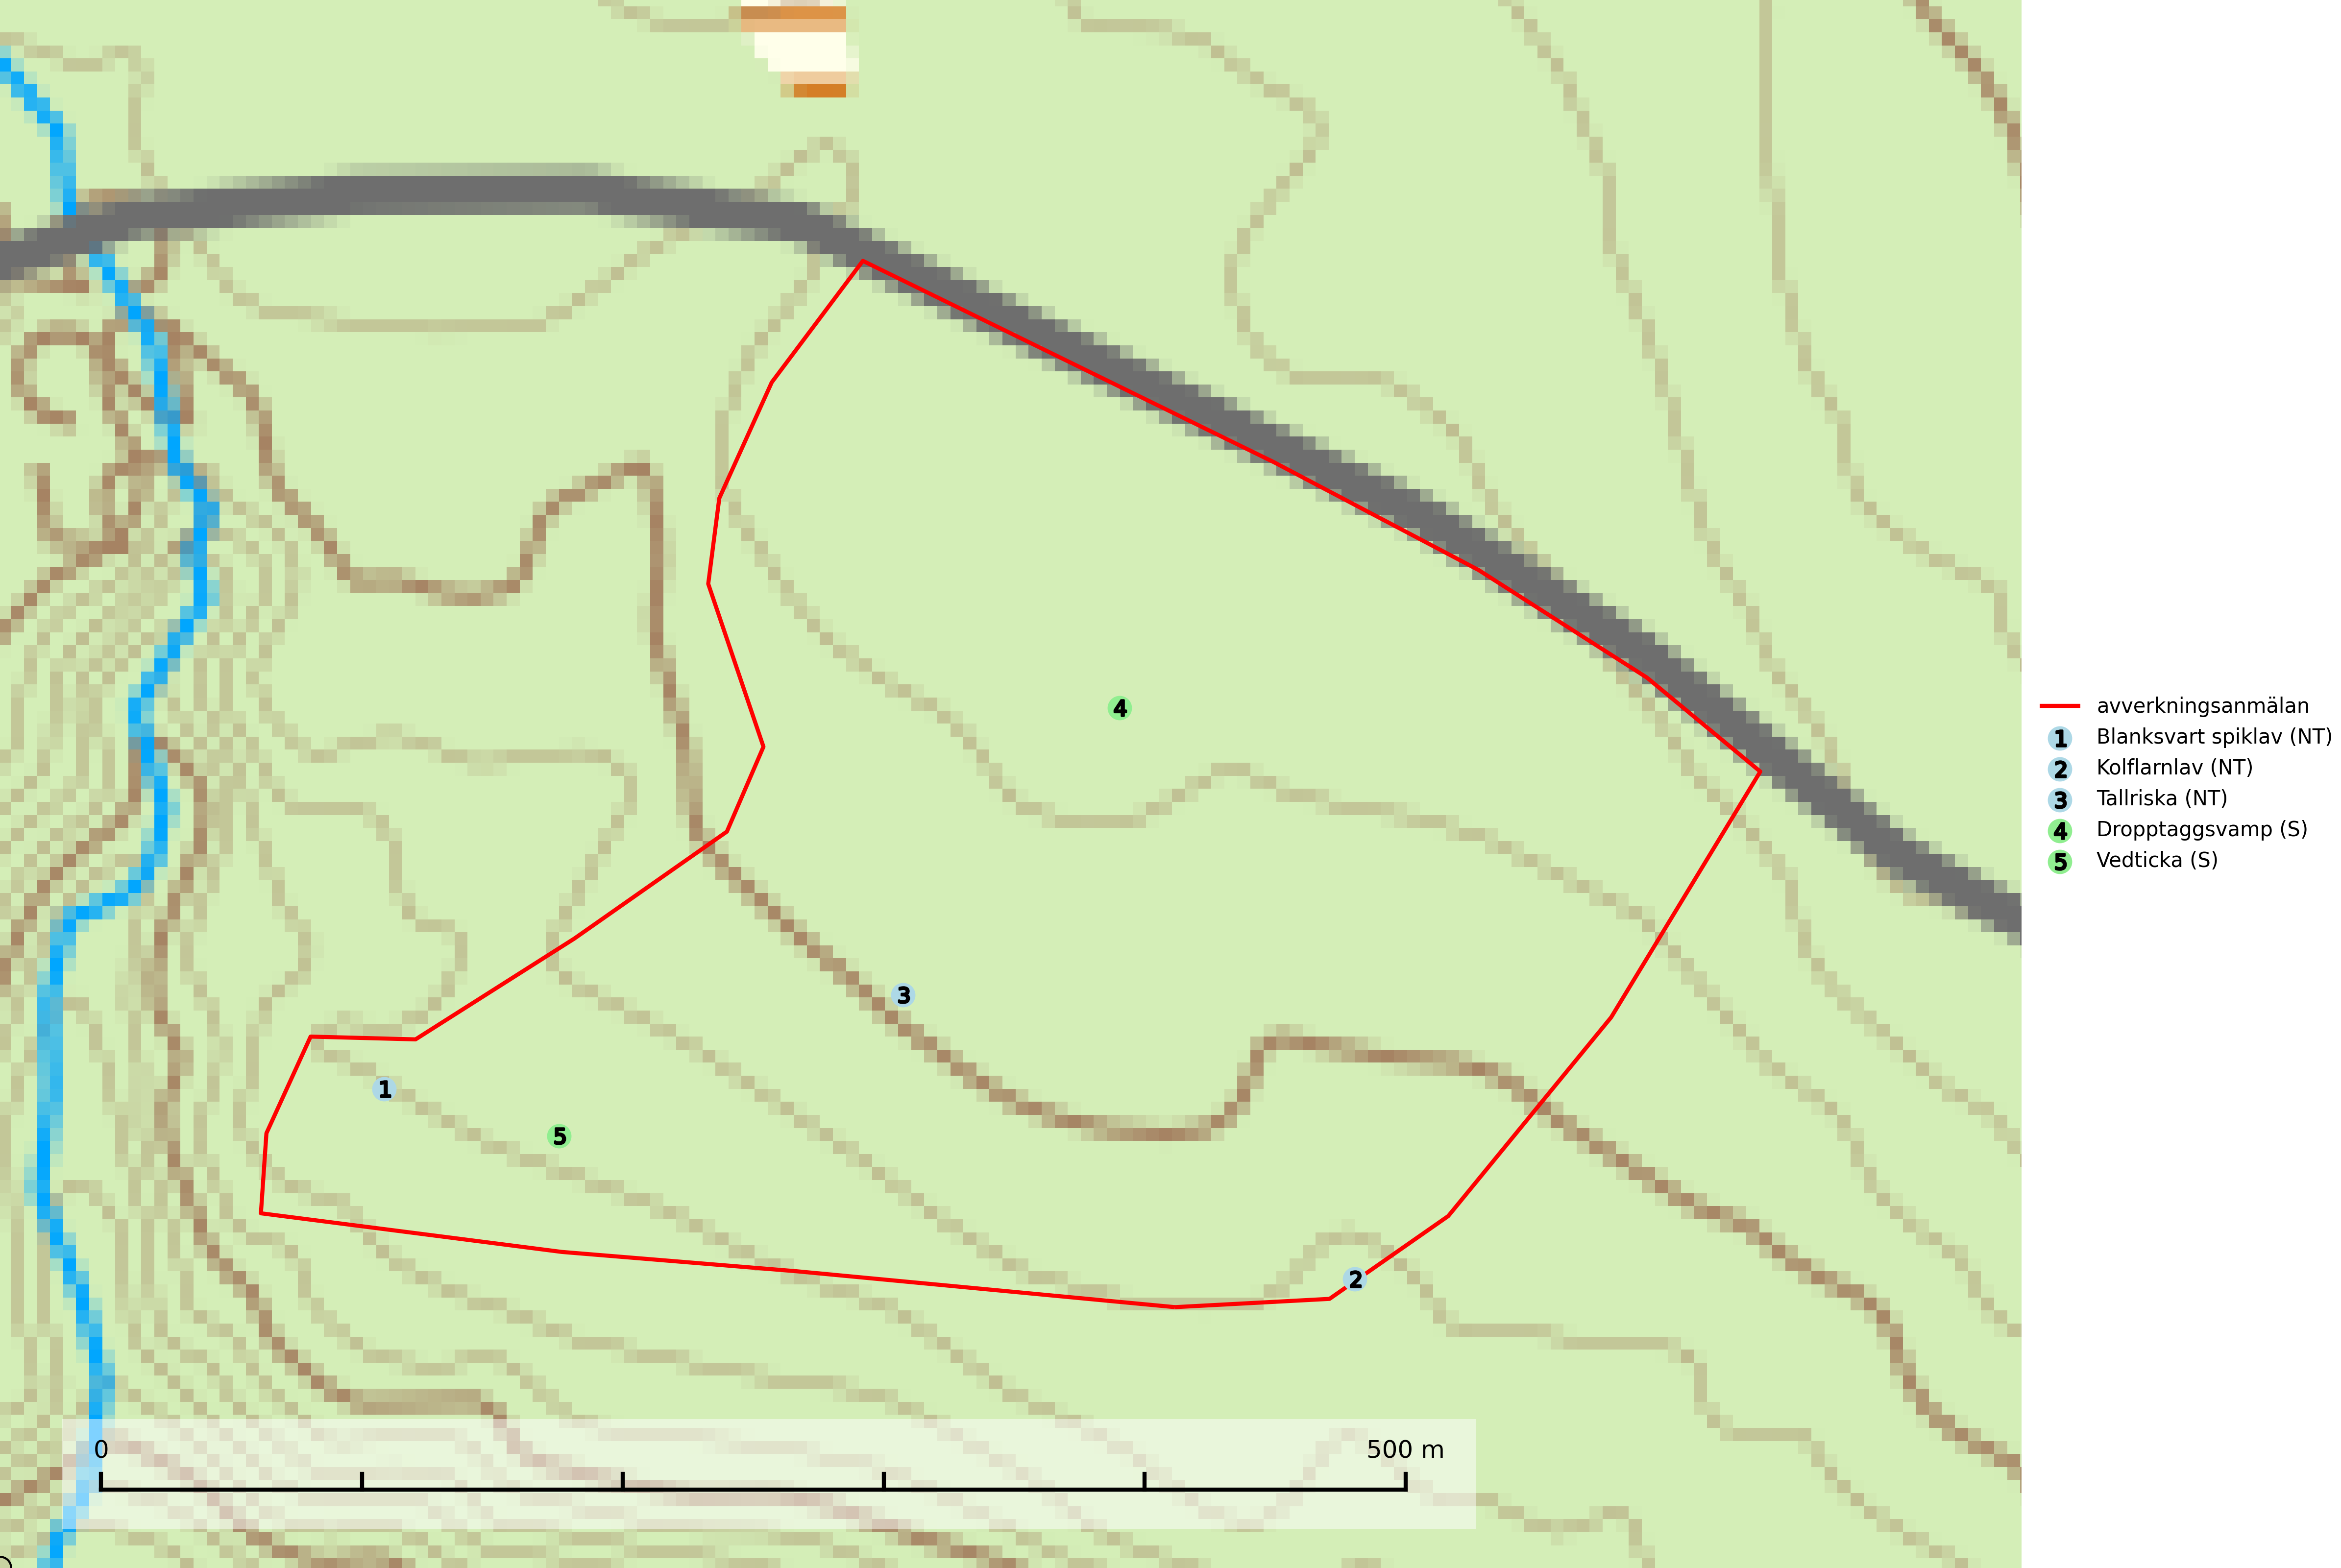 4
3
1
5
2
0 500 m
avverkningsanmälan
1 Blanksvart spiklav (NT)
2 Kolflarnlav (NT)
3 Tallriska (NT)
4 Dropptaggsvamp (S)
5 Vedticka (S)